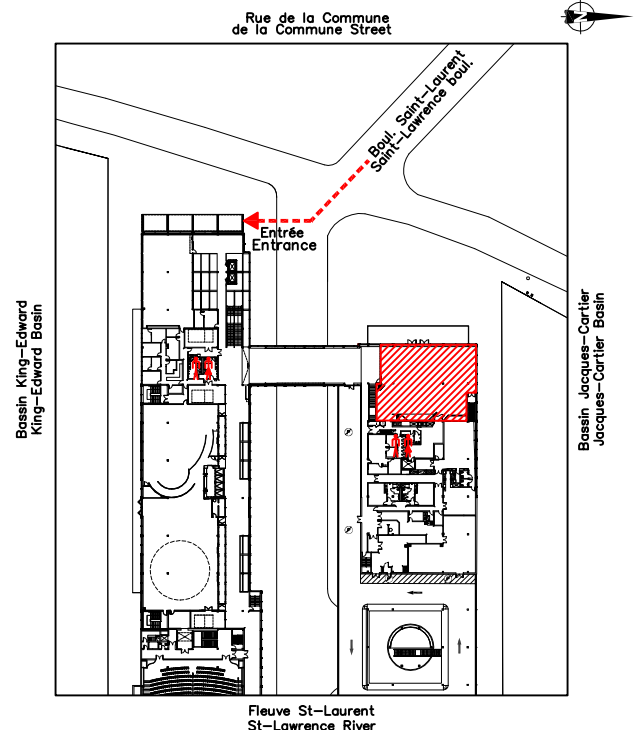 Rue de la Commune
de la Commune Street
N
Boul. Saint-Laurent
Saint-Lawrence boul.
Entrée
Entrance
Bassin King-Edward
King-Edward Basin
Bassin Jacques-Cartier
Jacques-Cartier Basin
Fleuve St-Laurent
St-Lawrence River